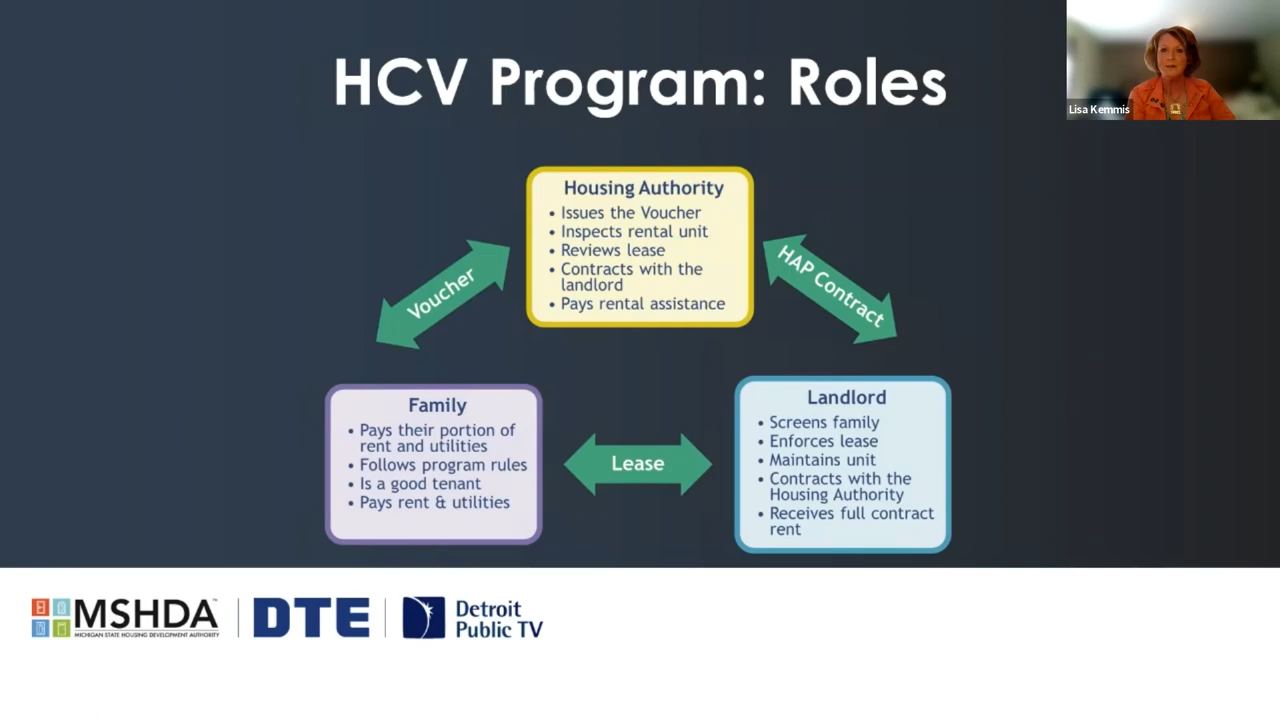 HCV Program: Roles
Lisa Kemmis
Housing Authority
• Issues the Voucher
• Inspects rental unit
• Reviews lease
• Contracts with the
landlord
• Pays rental assistance
Voucher
HAP Contract
Family
• Pays their portion of
rent and utilities
• Follows program rules
• Is a good tenant
• Pays rent & utilities
Lease
Landlord
• Screens family
• Enforces lease
• Maintains unit
• Contracts with the
Housing Authority
• Receives full contract
rent
MSHDA™
MICHIGAN STATE HOUSING DEVELOPMENT AUTHORITY
DTE
Detroit
Public TV